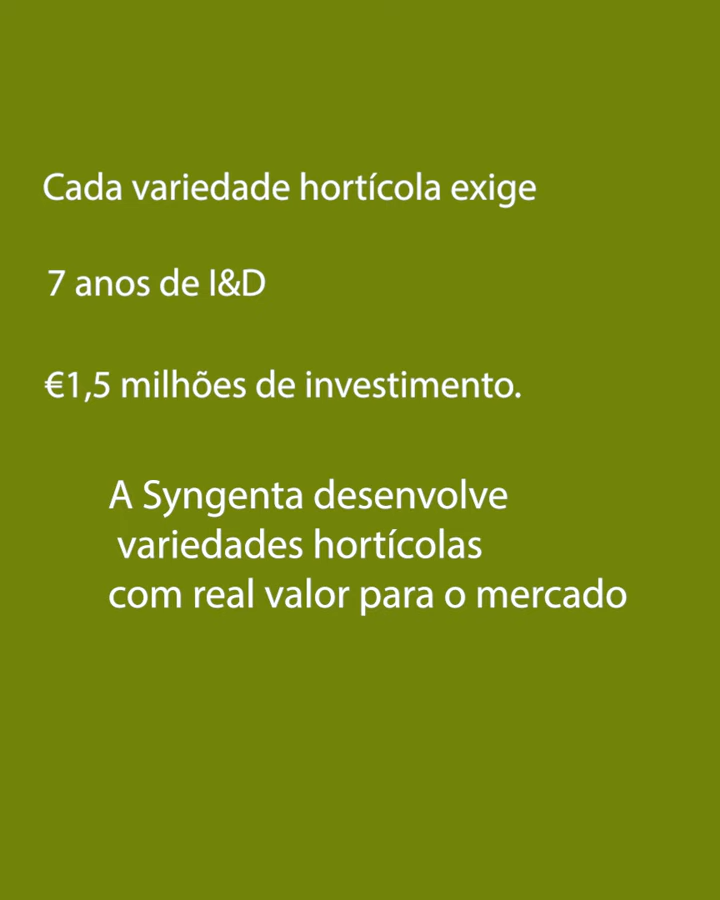 Cada variedade hortícola exige
7 anos de I&D
€1,5 milhões de investimento.
A Syngenta desenvolve
variedades hortícolas
com real valor para o mercado